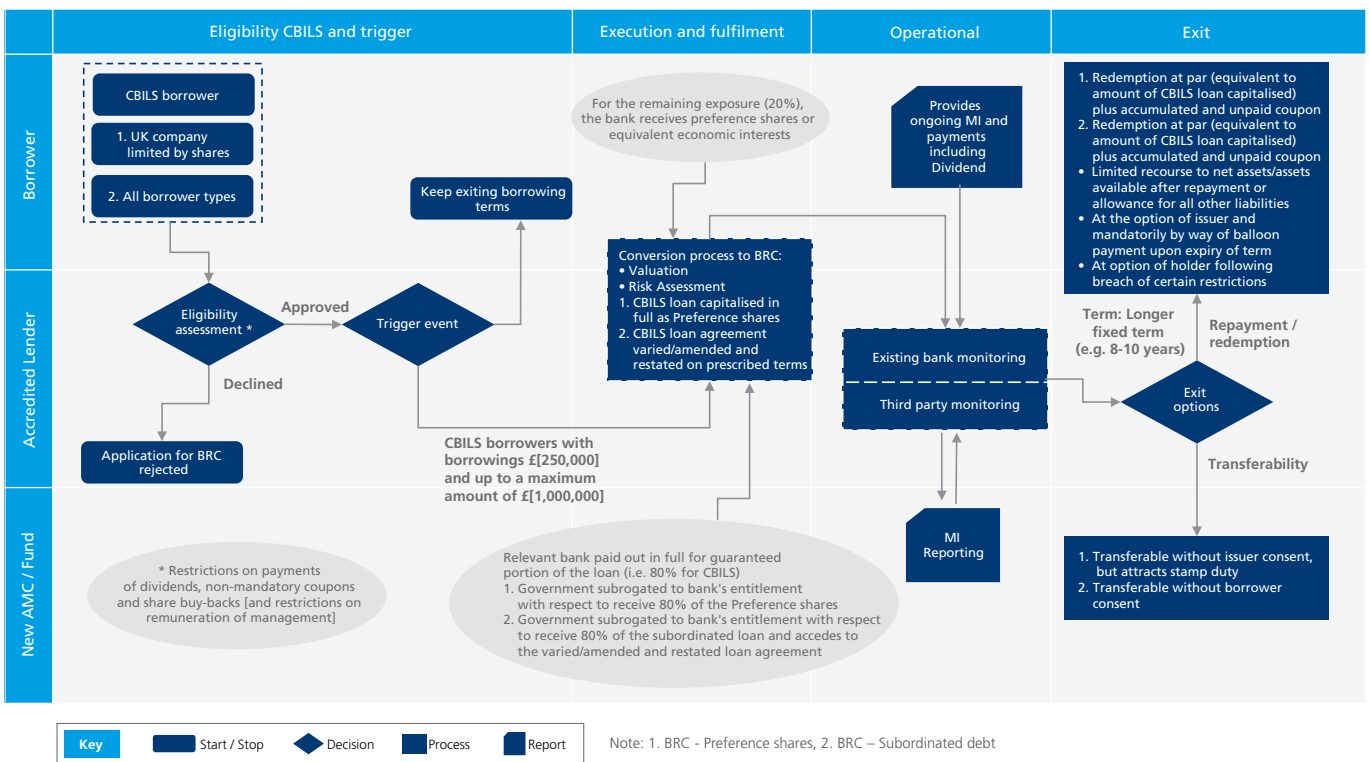 Eligibility CBILS and trigger
Execution and fulfilment
Operational
Exit
Borrower
CBILS borrower
1. UK company
limited by shares
2. All borrower types
Keep exiting borrowing
terms
For the remaining exposure (20%),
the bank receives preference shares or
equivalent economic interests
Provides
ongoing MI and
payments
including
Dividend
1. Redemption at par (equivalent to
amount of CBILS loan capitalised)
plus accumulated and unpaid coupon
2. Redemption at par (equivalent to
amount of CBILS loan capitalised)
plus accumulated and unpaid coupon
• Limited recourse to net assets/assets
available after repayment or
allowance for all other liabilities
• At the option of issuer and
mandatorily by way of balloon
payment upon expiry of term
• At option of holder following
breach of certain restrictions
Accredited Lender
Eligibility
assessment *
Approved
Trigger event
Declined
Application for BRC
rejected
Conversion process to BRC:
• Valuation
• Risk Assessment
1. CBILS loan capitalised in
full as Preference shares
2. CBILS loan agreement
varied/amended and
restated on prescribed terms
CBILS borrowers with
borrowings £[250,000]
and up to a maximum
amount of £[1,000,000]
Existing bank monitoring
Third party monitoring
Term: Longer
fixed term
(e.g. 8-10 years)
Repayment /
redemption
Exit
options
Transferability
New AMC / Fund
* Restrictions on payments
of dividends, non-mandatory coupons
and share buy-backs [and restrictions on
remuneration of management]
Relevant bank paid out in full for guaranteed
portion of the loan (i.e. 80% for CBILS)
1. Government subrogated to bank's entitlement
with respect to receive 80% of the Preference shares
2. Government subrogated to bank's entitlement with respect
to receive 80% of the subordinated loan and accedes to
the varied/amended and restated loan agreement
MI
Reporting
1. Transferable without issuer consent,
but attracts stamp duty
2. Transferable without borrower
consent
Key
Start / Stop
Decision
Process
Report
Note: 1. BRC - Preference shares, 2. BRC – Subordinated debt